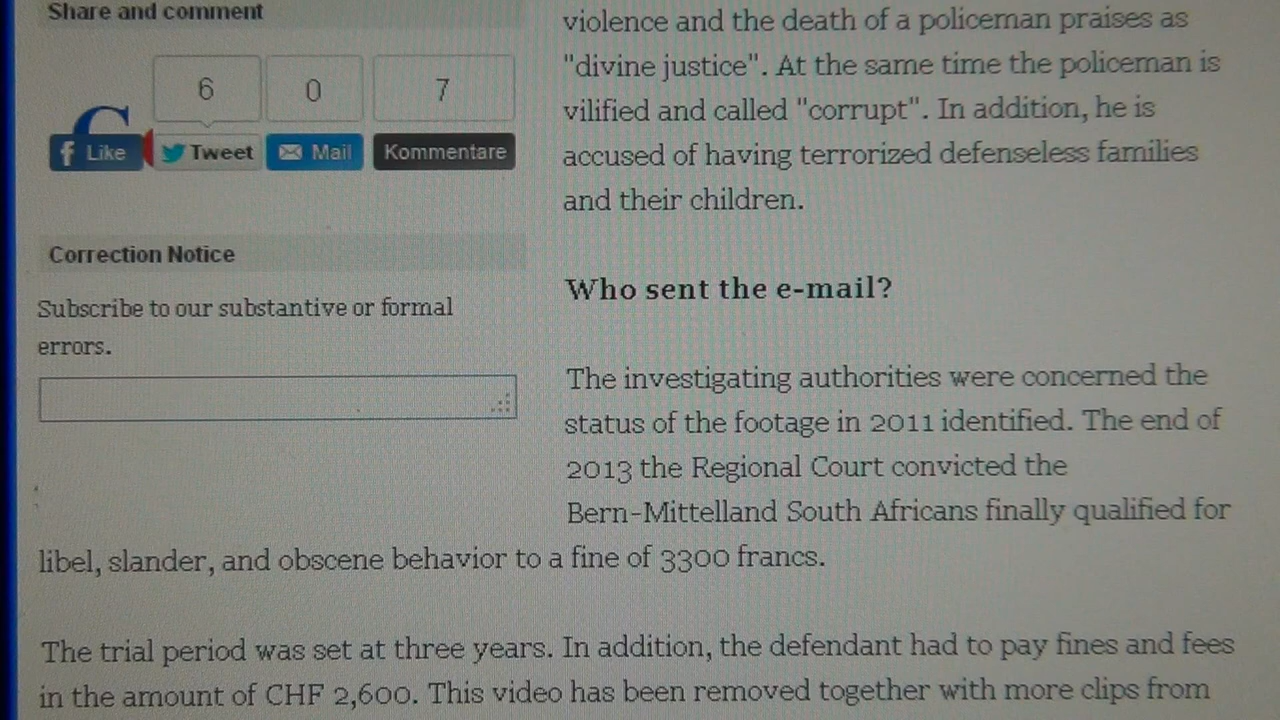 Share and comment
6
0
7
Like
Tweet
Mail
Kommentare
Correction Notice
Subscribe to our substantive or formal
errors.
violence and the death of a policeman praises as
"divine justice". At the same time the policeman is
vilified and called "corrupt". In addition, he is
accused of having terrorized defenseless families
and their children.
Who sent the e-mail?
The investigating authorities were concerned the
status of the footage in 2011 identified. The end of
2013 the Regional Court convicted the
Bern-Mittelland South Africans finally qualified for
libel, slander, and obscene behavior to a fine of 3300 francs.
The trial period was set at three years. In addition, the defendant had to pay fines and fees
in the amount of CHF 2,600. This video has been removed together with more clips from